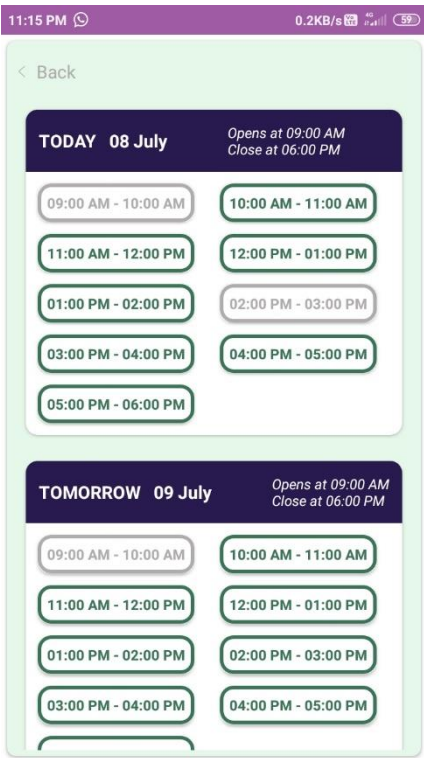 11:15 PM 0.2KB/s 4G 59
< Back
TODAY 08 July Opens at 09:00 AM
Close at 06:00 PM
09:00 AM - 10:00 AM 10:00 AM - 11:00 AM
11:00 AM - 12:00 PM 12:00 PM - 01:00 PM
01:00 PM - 02:00 PM 02:00 PM - 03:00 PM
03:00 PM - 04:00 PM 04:00 PM - 05:00 PM
05:00 PM - 06:00 PM
TOMORROW 09 July Opens at 09:00 AM
Close at 06:00 PM
09:00 AM - 10:00 AM 10:00 AM - 11:00 AM
11:00 AM - 12:00 PM 12:00 PM - 01:00 PM
01:00 PM - 02:00 PM 02:00 PM - 03:00 PM
03:00 PM - 04:00 PM 04:00 PM - 05:00 PM